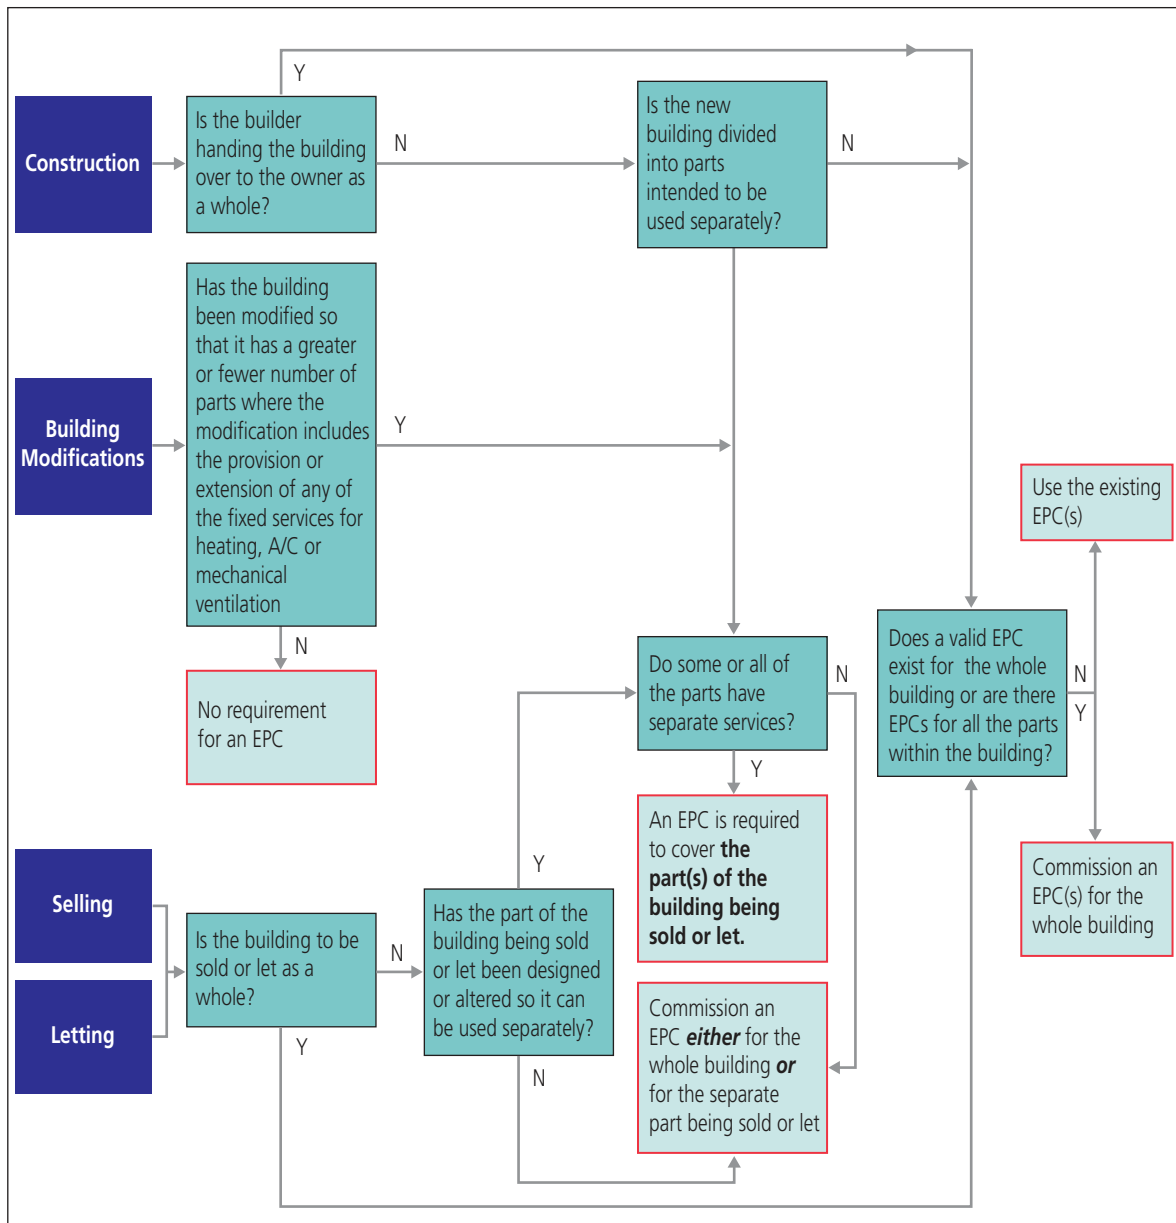 Y
Construction
Is the builder
handing the building
over to the owner as
a whole?
N
Is the new
building divided
into parts
intended to be
used separately?
N
Building
Modifications
Has the building
been modified so
that it has a greater
or fewer number of
parts where the
modification includes
the provision or
extension of any of
the fixed services for
heating, A/C or
mechanical
ventilation
Y
N
No requirement
for an EPC
Do some or all of
the parts have
separate services?
N
Y
Does a valid EPC
exist for the whole
building or are there
EPCs for all the parts
within the building?
N
Y
Use the existing
EPC(s)
Commission an
EPC(s) for the
whole building
An EPC is required
to cover the
part(s) of the
building being
sold or let.
Selling
Letting
Is the building to be
sold or let as a
whole?
N
Y
Has the part of the
building being sold
or let been designed
or altered so it can
be used separately?
Y
N
Commission an
EPC either for the
whole building or
for the separate
part being sold or let